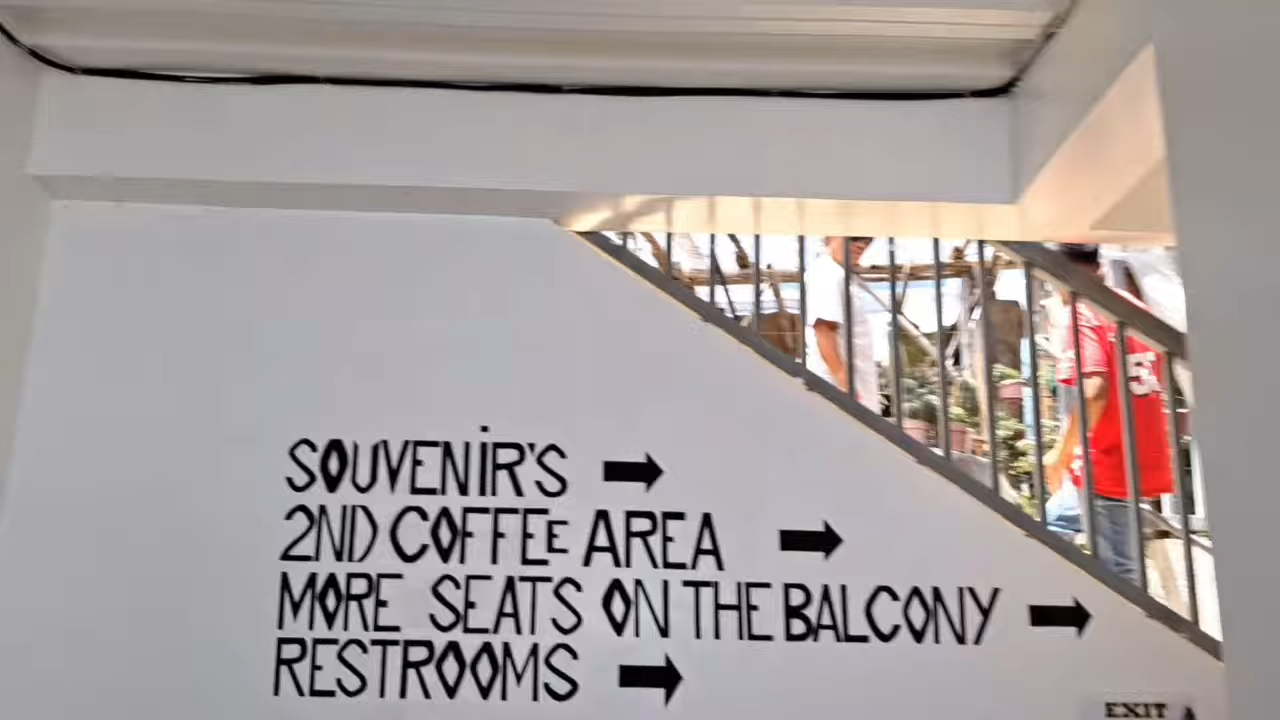 SOUVENIR'S
2ND COFFEE AREA
MORE SEATS ON THE BALCONY
RESTROOMS
EXIT